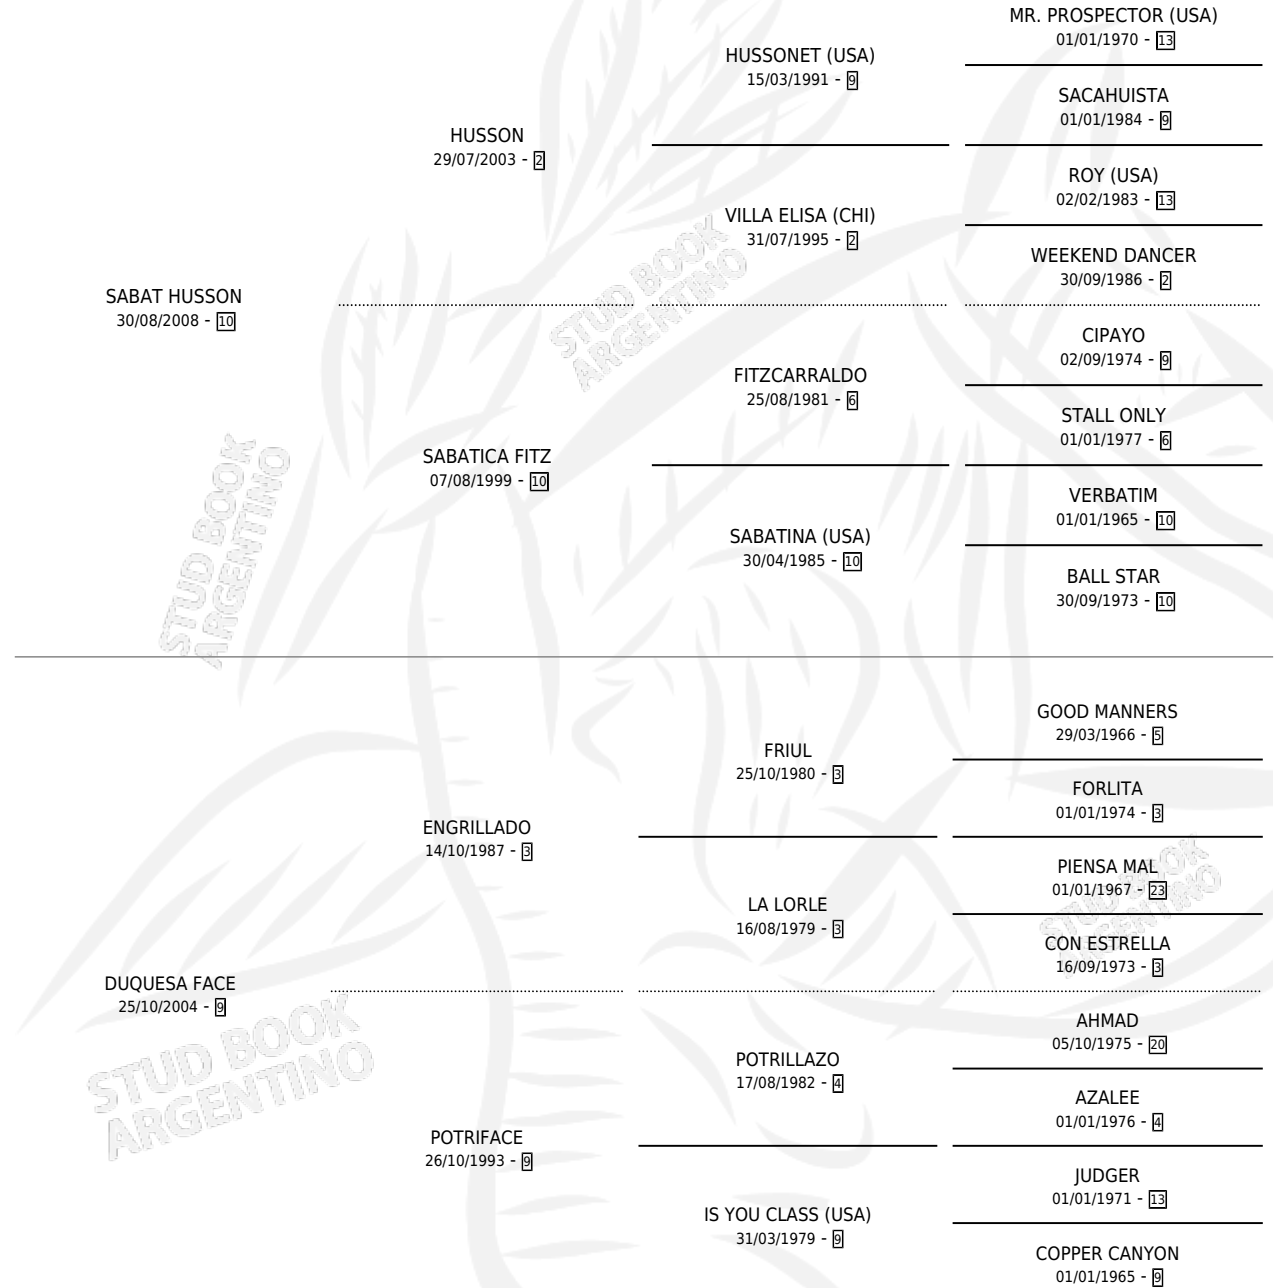 MR. PROSPECTOR (USA)
01/01/1970 - 13
HUSSONET (USA)
15/03/1991 - 9
SACAHUISTA
01/01/1984 - 9
HUSSON
29/07/2003 - 2
ROY (USA)
02/02/1983 - 13
VILLA ELISA (CHI)
31/07/1995 - 2
WEEKEND DANCER
30/09/1986 - 2
SABAT HUSSON
30/08/2008 - 10
STUD BOOK
ARGENTINO
CIPAYO
02/09/1974 - 9
FITZCARRALDO
25/08/1981 - 6
STALL ONLY
01/01/1977 - 6
SABATICA FITZ
07/08/1999 - 10
VERBATIM
01/01/1965 - 10
SABATINA (USA)
30/04/1985 - 10
BALL STAR
30/09/1973 - 10
STUD BOOK
ARGENTINO
GOOD MANNERS
29/03/1966 - 5
FRIUL
25/10/1980 - 3
FORLITA
01/01/1974 - 3
ENGRILLADO
14/10/1987 - 3
PIENSA MAL
01/01/1967 - 23
LA LORLE
16/08/1979 - 3
CON ESTRELLA
16/09/1973 - 3
STUD BOOK
ARGENTINO
DUQUESA FACE
25/10/2004 - 9
AHMAD
05/10/1975 - 20
POTRILLAZO
17/08/1982 - 4
AZALEE
01/01/1976 - 4
STUD BOOK
ARGENTINO
POTRIFACE
26/10/1993 - 9
JUDGER
01/01/1971 - 13
IS YOU CLASS (USA)
31/03/1979 - 9
COPPER CANYON
01/01/1965 - 9